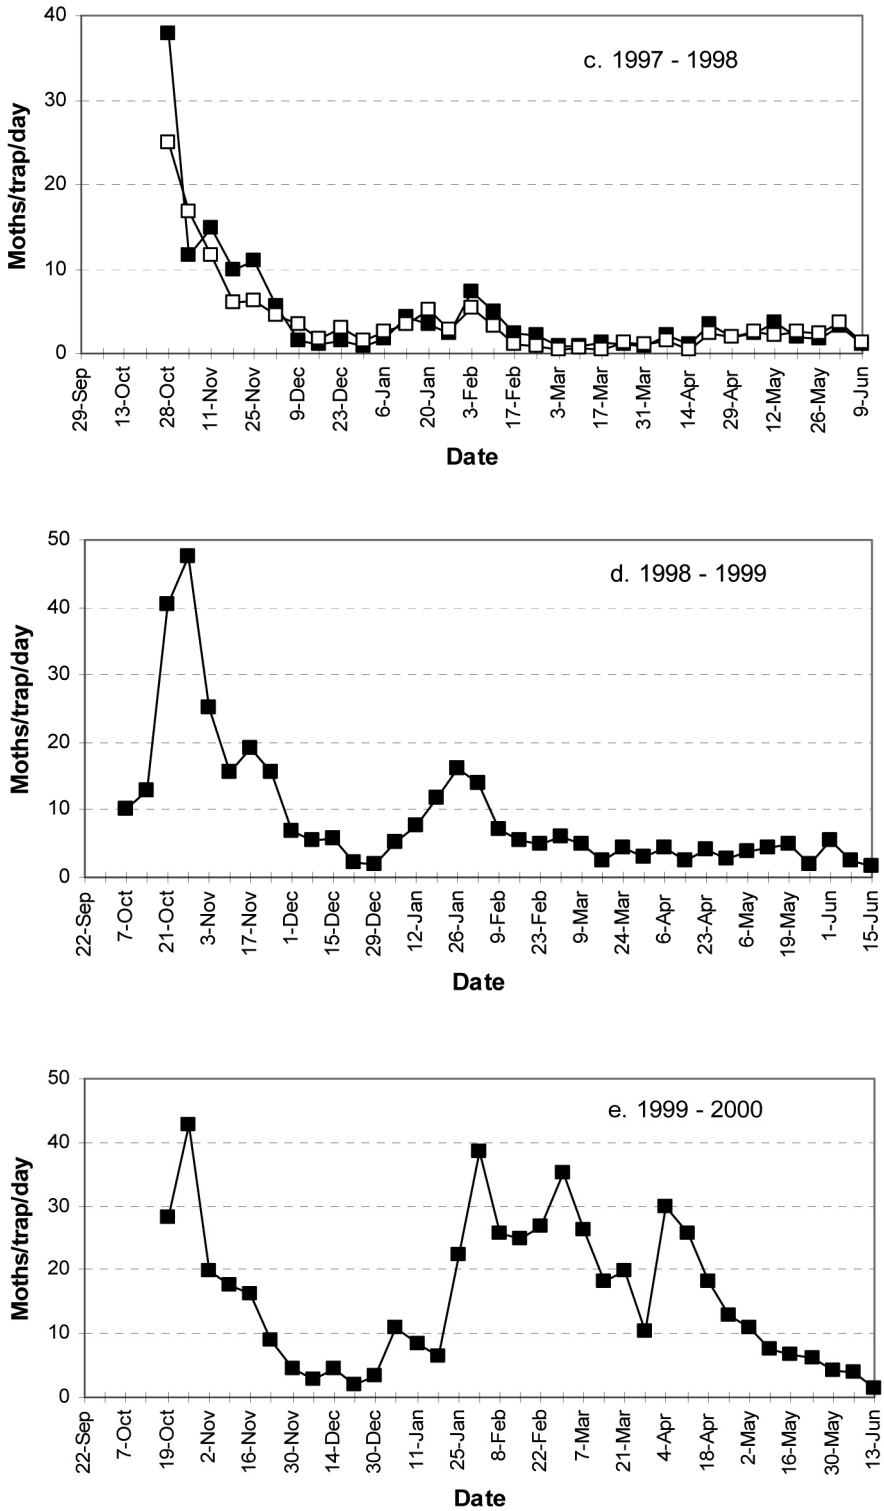 c. 1997 - 1998
Moths/trap/day
40
30
20
10
0
29-Sep
13-Oct
28-Oct
11-Nov
25-Nov
9-Dec
23-Dec
6-Jan
20-Jan
3-Feb
17-Feb
3-Mar
17-Mar
31-Mar
14-Apr
29-Apr
12-May
26-May
9-Jun
Date
d. 1998 - 1999
Moths/trap/day
50
40
30
20
10
0
22-Sep
7-Oct
21-Oct
3-Nov
17-Nov
1-Dec
15-Dec
29-Dec
12-Jan
26-Jan
9-Feb
23-Feb
9-Mar
24-Mar
6-Apr
23-Apr
6-May
19-May
1-Jun
15-Jun
Date
e. 1999 - 2000
Moths/trap/day
50
40
30
20
10
0
22-Sep
7-Oct
19-Oct
2-Nov
16-Nov
30-Nov
14-Dec
30-Dec
11-Jan
25-Jan
8-Feb
22-Feb
7-Mar
21-Mar
4-Apr
18-Apr
2-May
16-May
30-May
13-Jun
Date